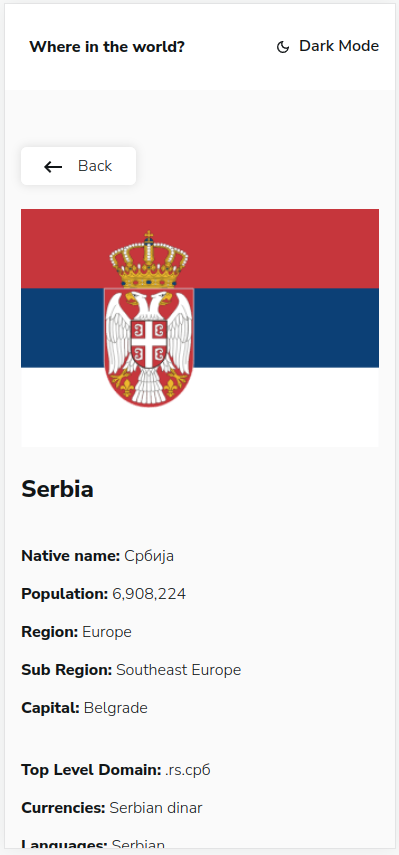 Where in the world?
Dark Mode
Back
Serbia
Native name: Србија
Population: 6,908,224
Region: Europe
Sub Region: Southeast Europe
Capital: Belgrade
Top Level Domain: .rs.срб
Currencies: Serbian dinar
Languages: Serbian